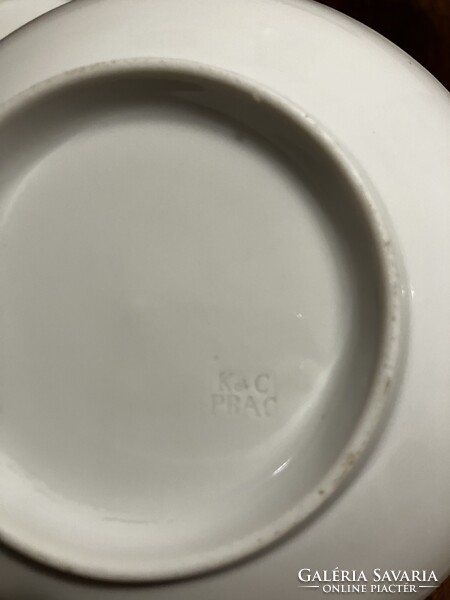 K & C
PRAG
GALÉRIA SAVARIA
ONLINE PIACTÉR